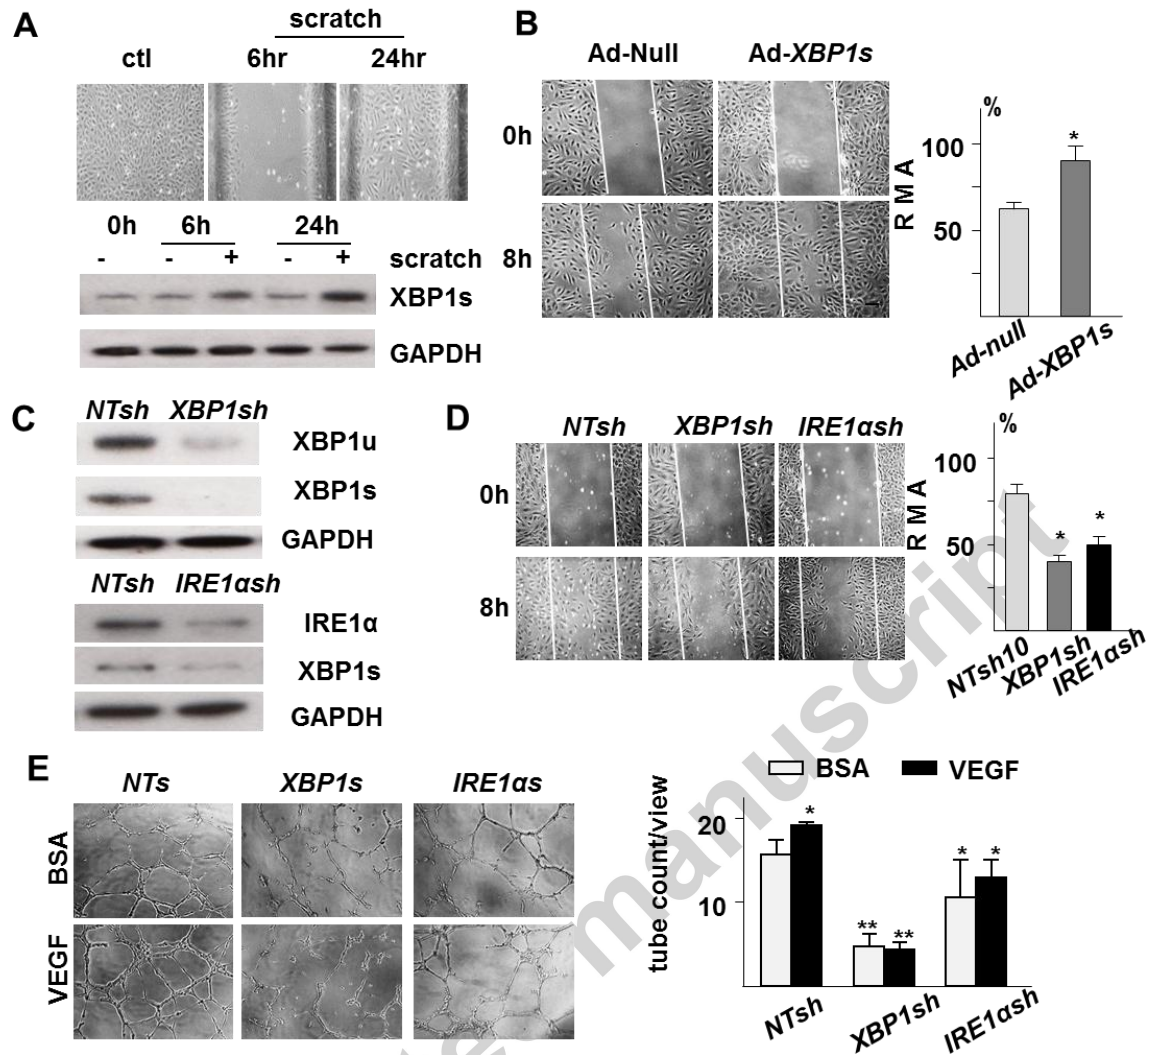 A
scratch
ctl 6hr 24hr
0h 6h 24h
- - + - + scratch
XBP1s
GAPDH
B
Ad-Null Ad-XBP1s
0h
8h
%
100
50
R M A
*
Ad-null
Ad-XBP1s
C
NTsh XBP1sh
XBP1u
XBP1s
GAPDH
NTsh IRE1αsh
IRE1α
XBP1s
GAPDH
D
NTsh XBP1sh IRE1αsh
0h
8h
%
100
50
R M A
* *
NTsh10
XBP1sh
IRE1αsh
E
NTs XBP1s IRE1αs
BSA
VEGF
BSA VEGF
tube count/view
20
10
* ** ** * *
NTsh
XBP1sh
IRE1αsh
manuscript